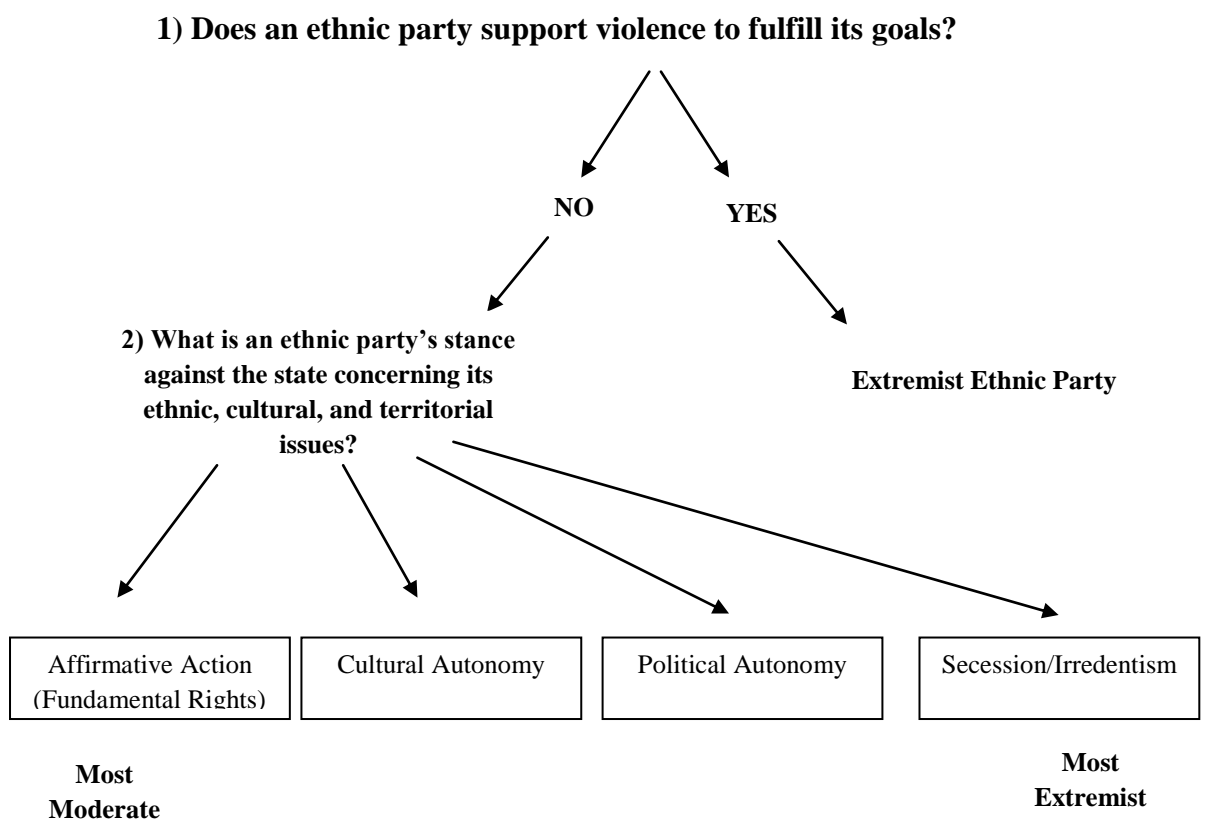 1) Does an ethnic party support violence to fulfill its goals?
NO
YES
2) What is an ethnic party’s stance
against the state concerning its
ethnic, cultural, and territorial
issues?
Extremist Ethnic Party
Affirmative Action
(Fundamental Rights)
Cultural Autonomy
Political Autonomy
Secession/Irredentism
Most
Moderate
Most
Extremist